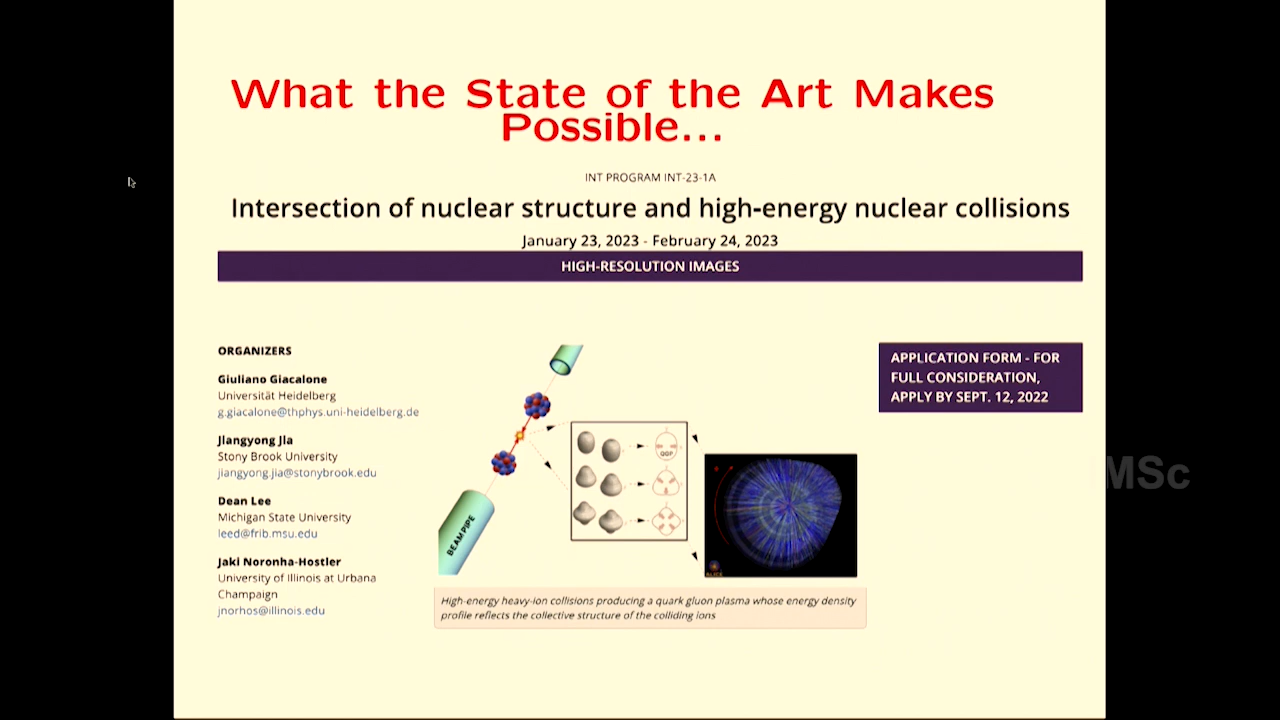 What the State of the Art Makes
Possible...
INT PROGRAM INT-23-1A
Intersection of nuclear structure and high-energy nuclear collisions
January 23, 2023 - February 24, 2023
HIGH-RESOLUTION IMAGES
ORGANIZERS
Giuliano Giacalone
Universität Heidelberg
g.giacalone@thphys.uni-heidelberg.de
Jiangyong Jia
Stony Brook University
jiangyong.jia@stonybrook.edu
Dean Lee
Michigan State University
leed@frib.msu.edu
Jaki Noronha-Hostler
University of Illinois at Urbana
Champaign
jnorhos@illinois.edu
BEAM PIPE
QGP
ALICE
High-energy heavy-ion collisions producing a quark gluon plasma whose energy density
profile reflects the collective structure of the colliding ions
APPLICATION FORM - FOR
FULL CONSIDERATION,
APPLY BY SEPT. 12, 2022
MSc